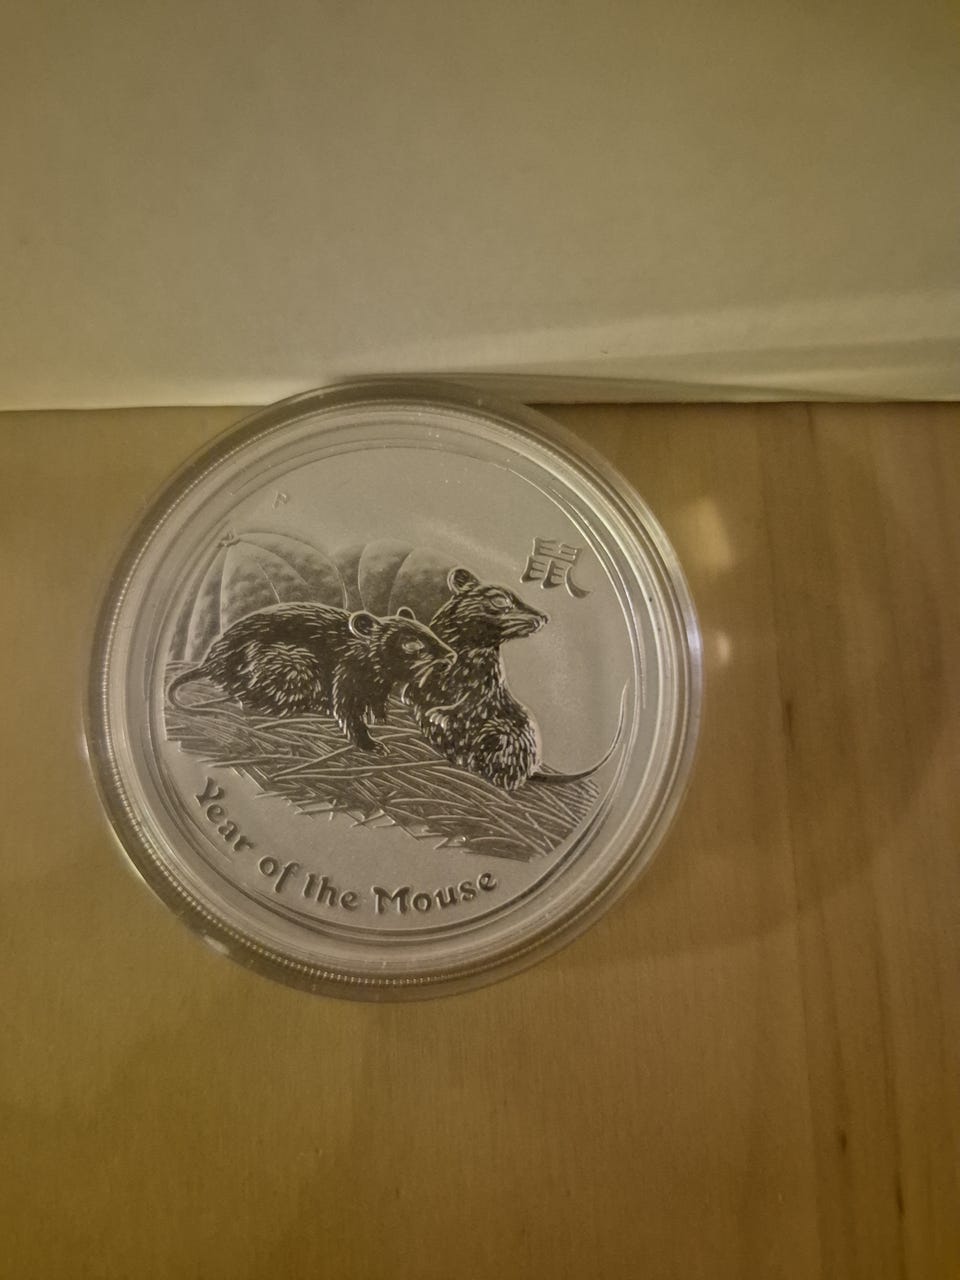 P
鼠
Year of the Mouse